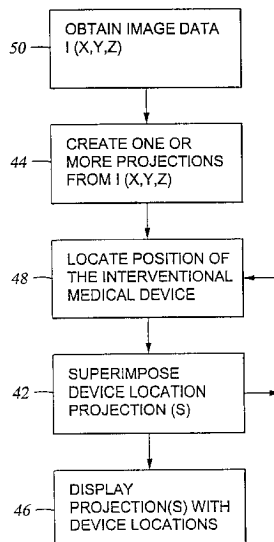 50
OBTAIN IMAGE DATA
I (X,Y,Z)
44
CREATE ONE OR
MORE PROJECTIONS
FROM I (X,Y,Z)
48
LOCATE POSITION OF
THE INTERVENTIONAL
MEDICAL DEVICE
42
SUPERIMPOSE
DEVICE LOCATION
PROJECTION (S)
46
DISPLAY
PROJECTION(S) WITH
DEVICE LOCATIONS